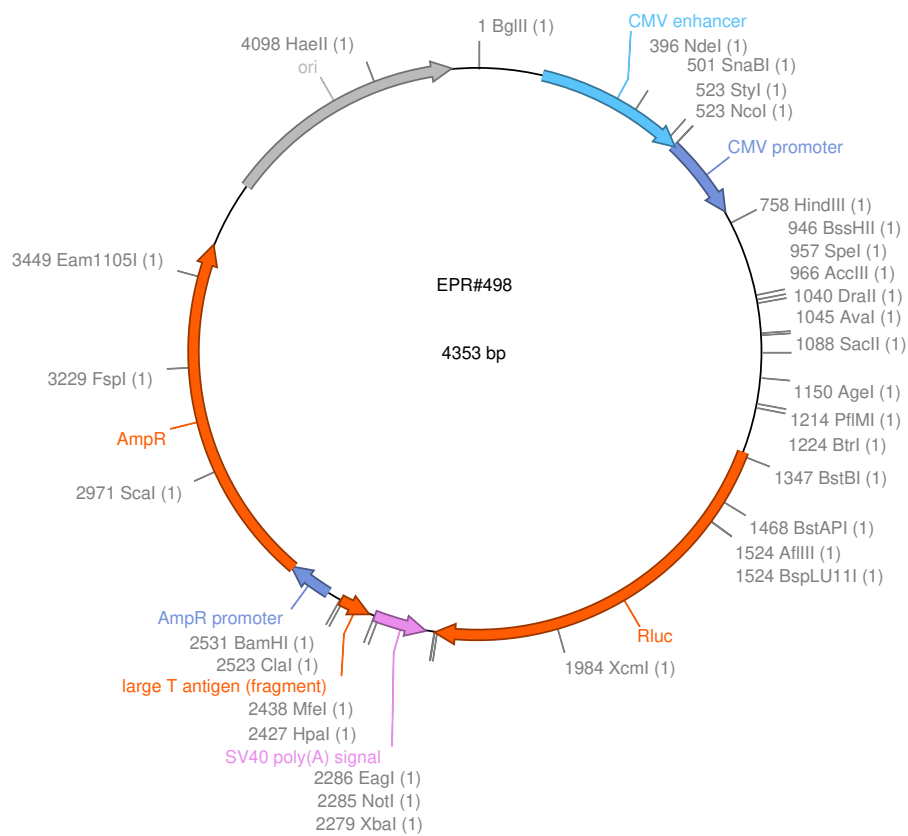 1 BglII (1)
CMV enhancer
396 NdeI (1)
501 SnaBI (1)
523 StyI (1)
523 NcoI (1)
CMV promoter
758 HindIII (1)
946 BssHII (1)
957 SpeI (1)
966 AccIII (1)
1040 DraII (1)
1045 AvaI (1)
1088 SacII (1)
1150 AgeI (1)
1214 PflMI (1)
1224 BtrI (1)
1347 BstBI (1)
1468 BstAPI (1)
1524 AflIII (1)
1524 BspLU11I (1)
Rluc
1984 XcmI (1)
2279 XbaI (1)
2285 NotI (1)
2286 EagI (1)
SV40 poly(A) signal
2427 HpaI (1)
2438 MfeI (1)
large T antigen (fragment)
2523 ClaI (1)
2531 BamHI (1)
AmpR promoter
2971 ScaI (1)
AmpR
3229 FspI (1)
3449 Eam1105I (1)
ori
4098 HaeII (1)
EPR#498
4353 bp